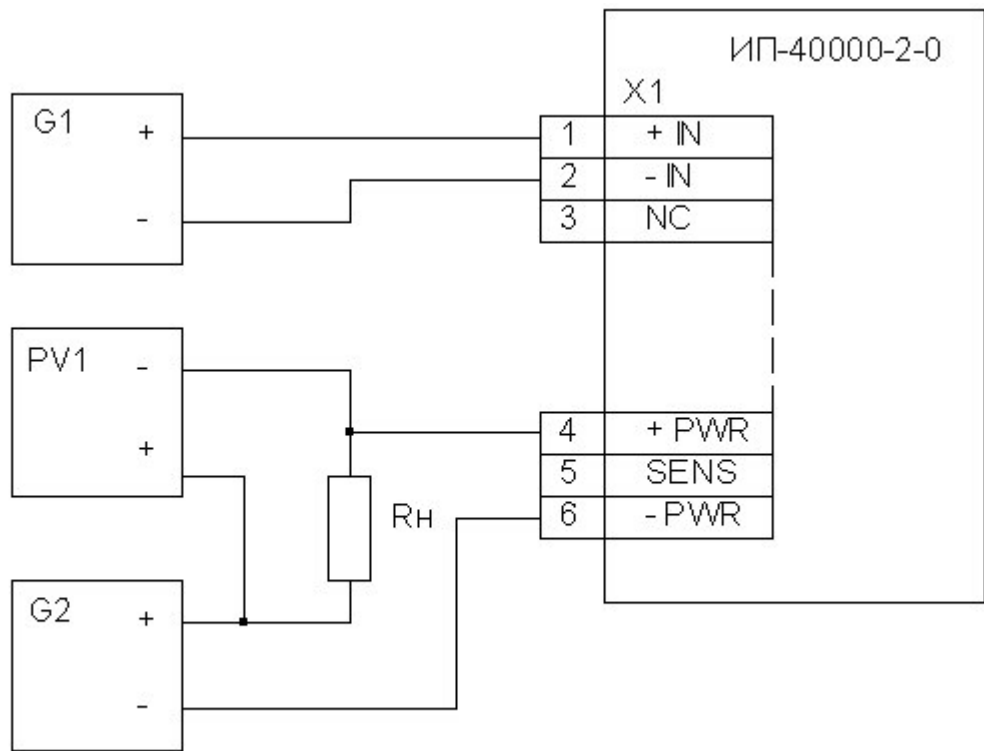 ИП-40000-2-0
X1
G1
+
-
1 + IN
2 - IN
3 NC
PV1
-
+
4 + PWR
5 SENS
6 - PWR
Rн
G2
+
-